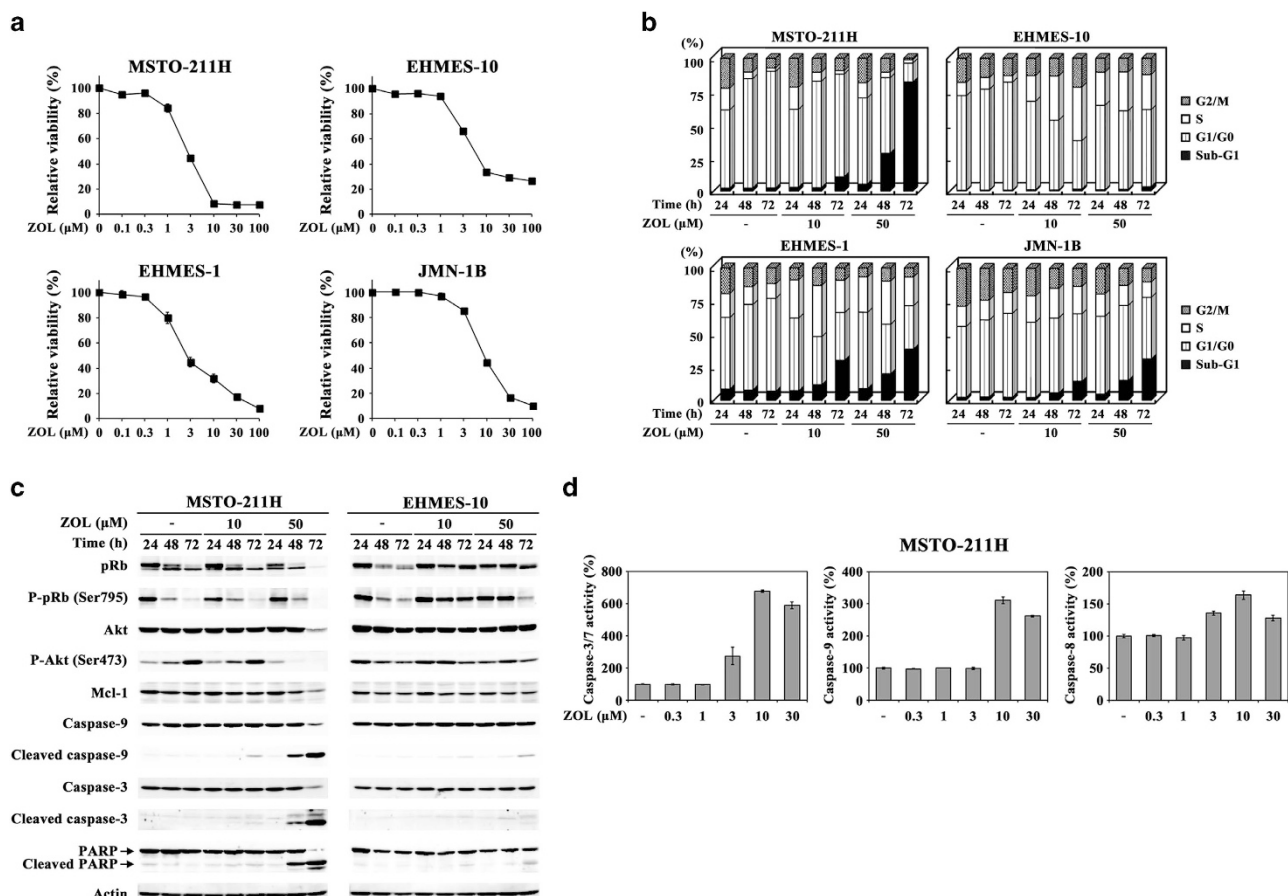 a
MSTO-211H
Relative viability (%)
100
80
60
40
20
0
ZOL (μM) 0 0.1 0.3 1 3 10 30 100
EHMES-10
Relative viability (%)
100
80
60
40
20
0
ZOL (μM) 0 0.1 0.3 1 3 10 30 100
EHMES-1
Relative viability (%)
100
80
60
40
20
0
ZOL (μM) 0 0.1 0.3 1 3 10 30 100
JMN-1B
Relative viability (%)
100
80
60
40
20
0
ZOL (μM) 0 0.1 0.3 1 3 10 30 100
b
MSTO-211H
(%)
100
75
50
25
0
Time (h) 24 48 72 24 48 72 24 48 72
ZOL (μM) - 10 50
EHMES-10
24 48 72 24 48 72 24 48 72
- 10 50
G2/M
S
G1/G0
Sub-G1
EHMES-1
(%)
100
75
50
25
0
Time (h) 24 48 72 24 48 72 24 48 72
ZOL (μM) - 10 50
JMN-1B
24 48 72 24 48 72 24 48 72
- 10 50
G2/M
S
G1/G0
Sub-G1
c
MSTO-211H EHMES-10
ZOL (μM) - 10 50 - 10 50
Time (h) 24 48 72 24 48 72 24 48 72 24 48 72 24 48 72 24 48 72
pRb
P-pRb (Ser795)
Akt
P-Akt (Ser473)
Mcl-1
Caspase-9
Cleaved caspase-9
Caspase-3
Cleaved caspase-3
PARP
Cleaved PARP
Actin
d
MSTO-211H
Caspase-3/7 activity (%)
800
600
400
200
0
ZOL (μM) - 0.3 1 3 10 30
Caspase-9 activity (%)
400
300
200
100
0
- 0.3 1 3 10 30
Caspase-8 activity (%)
200
150
100
50
0
- 0.3 1 3 10 30